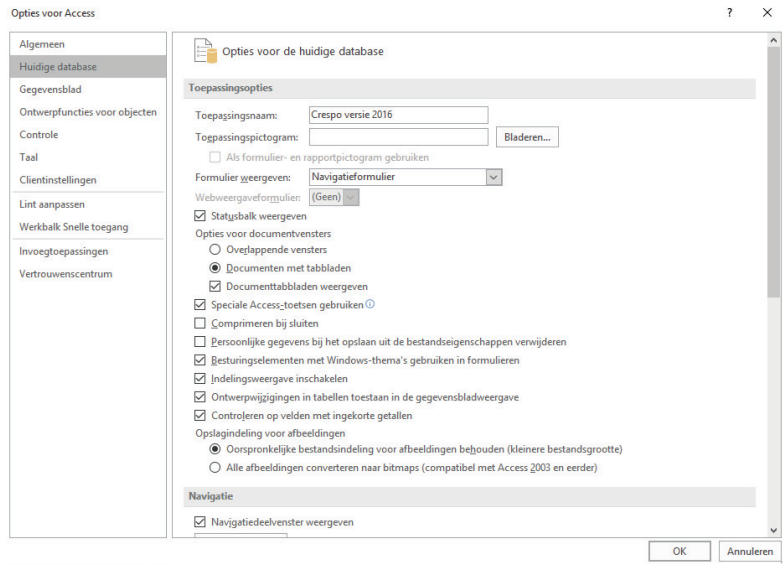 Opties voor Access
?
Algemeen
Huidige database
Gegevensblad
Ontwerpfuncties voor objecten
Controle
Taal
Clientinstellingen
Lint aanpassen
Werkbalk Snelle toegang
Invoegtoepassingen
Vertrouwenscentrum
Opties voor de huidige database
Toepassingsopties
Toepassingsnaam: Crespo versie 2016
Toepassingspictogram: Bladeren...
Als formulier- en rapportpictogram gebruiken
Formulier weergeven: Navigatieformulier
Webweergaveformulier: (Geen)
Statusbalk weergeven
Opties voor documentvensters
Overlappende vensters
Documenten met tabbladen
Documenttabbladen weergeven
Speciale Access-toetsen gebruiken
Comprimeren bij sluiten
Persoonlijke gegevens bij het opslaan uit de bestandseigenschappen verwijderen
Besturingselementen met Windows-thema's gebruiken in formulieren
Indelingsweergave inschakelen
Ontwerpwijzigingen in tabellen toestaan in de gegevensbladweergave
Controleren op velden met ingekorte getallen
Opslagindeling voor afbeeldingen
Oorspronkelijke bestandsindeling voor afbeeldingen behouden (kleinere bestandsgrootte)
Alle afbeeldingen converteren naar bitmaps (compatibel met Access 2003 en eerder)
Navigatie
Navigatiedeelvenster weergeven
OK
Annuleren